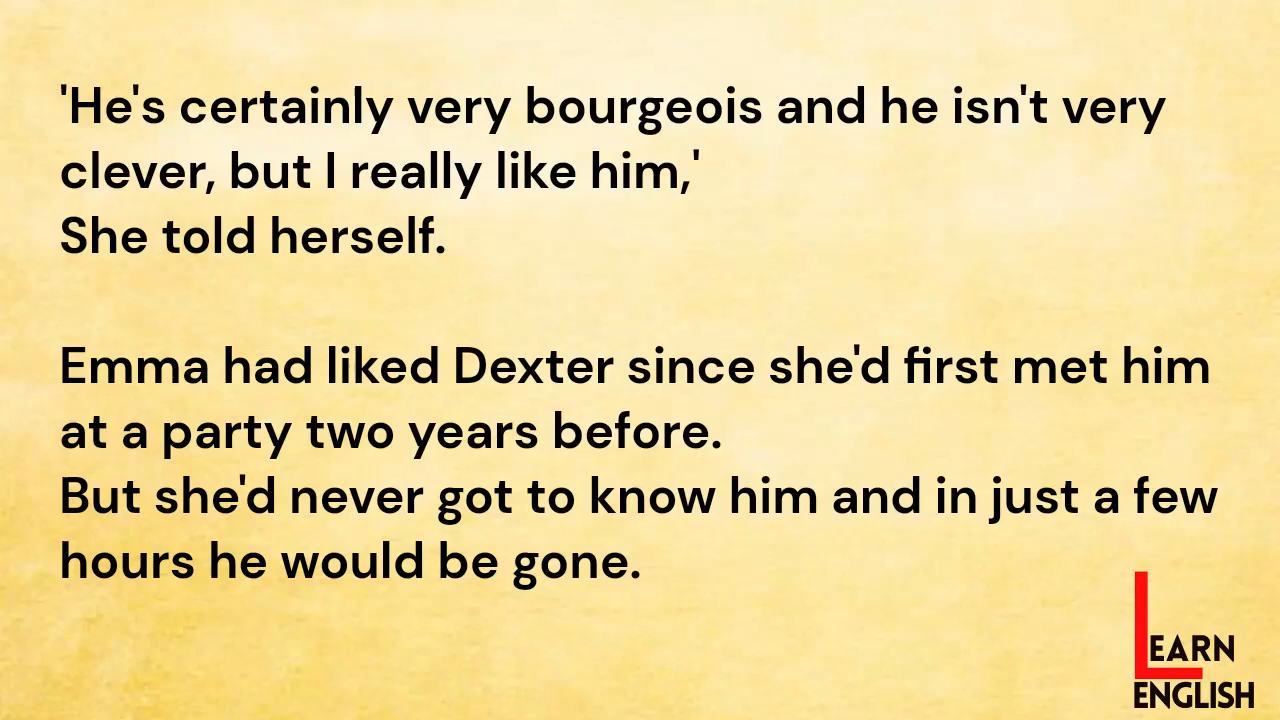 'He's certainly very bourgeois and he isn't very
clever, but I really like him,'
She told herself.
Emma had liked Dexter since she'd first met him
at a party two years before.
But she'd never got to know him and in just a few
hours he would be gone.
LEARN
ENGLISH